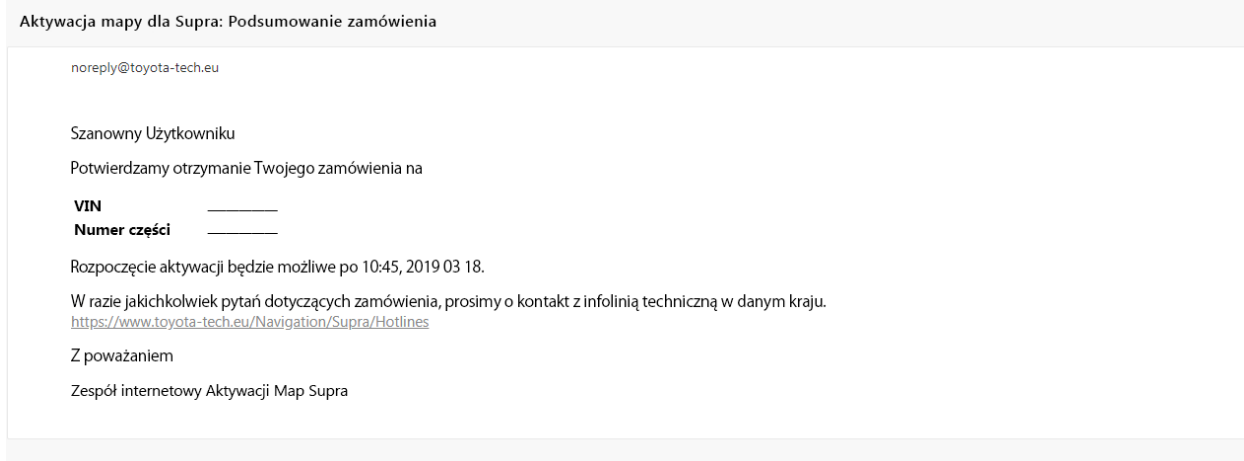 Aktywacja mapy dla Supra: Podsumowanie zamówienia
noreply@toyota-tech.eu
Szanowny Użytkowniku
Potwierdzamy otrzymanie Twojego zamówienia na
VIN ___________
Numer części ___________
Rozpoczęcie aktywacji będzie możliwe po 10:45, 2019 03 18.
W razie jakichkolwiek pytań dotyczących zamówienia, prosimy o kontakt z infolinią techniczną w danym kraju.
https://www.toyota-tech.eu/Navigation/Supra/Hotlines
Z poważaniem
Zespół internetowy Aktywacji Map Supra